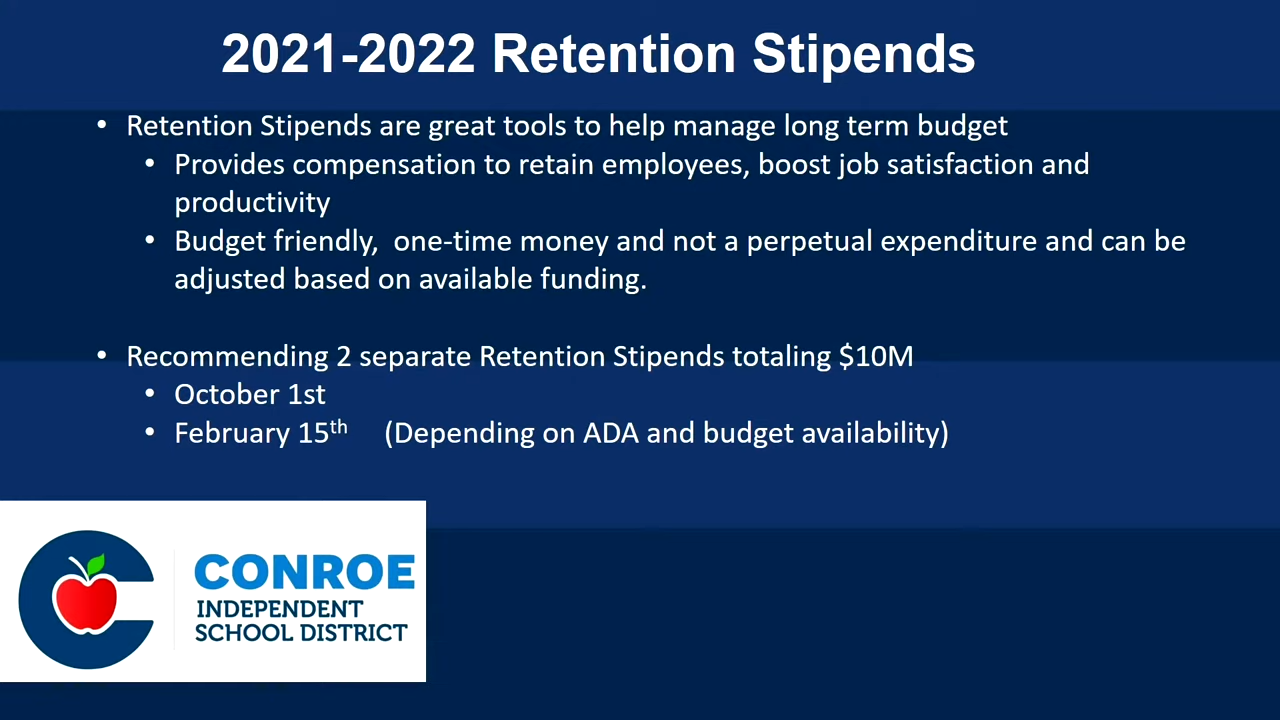 2021-2022 Retention Stipends
• Retention Stipends are great tools to help manage long term budget
• Provides compensation to retain employees, boost job satisfaction and
productivity
• Budget friendly,  one-time money and not a perpetual expenditure and can be
adjusted based on available funding.
• Recommending 2 separate Retention Stipends totaling $10M
• October 1st
• February 15th    (Depending on ADA and budget availability)
CONROE
INDEPENDENT
SCHOOL DISTRICT